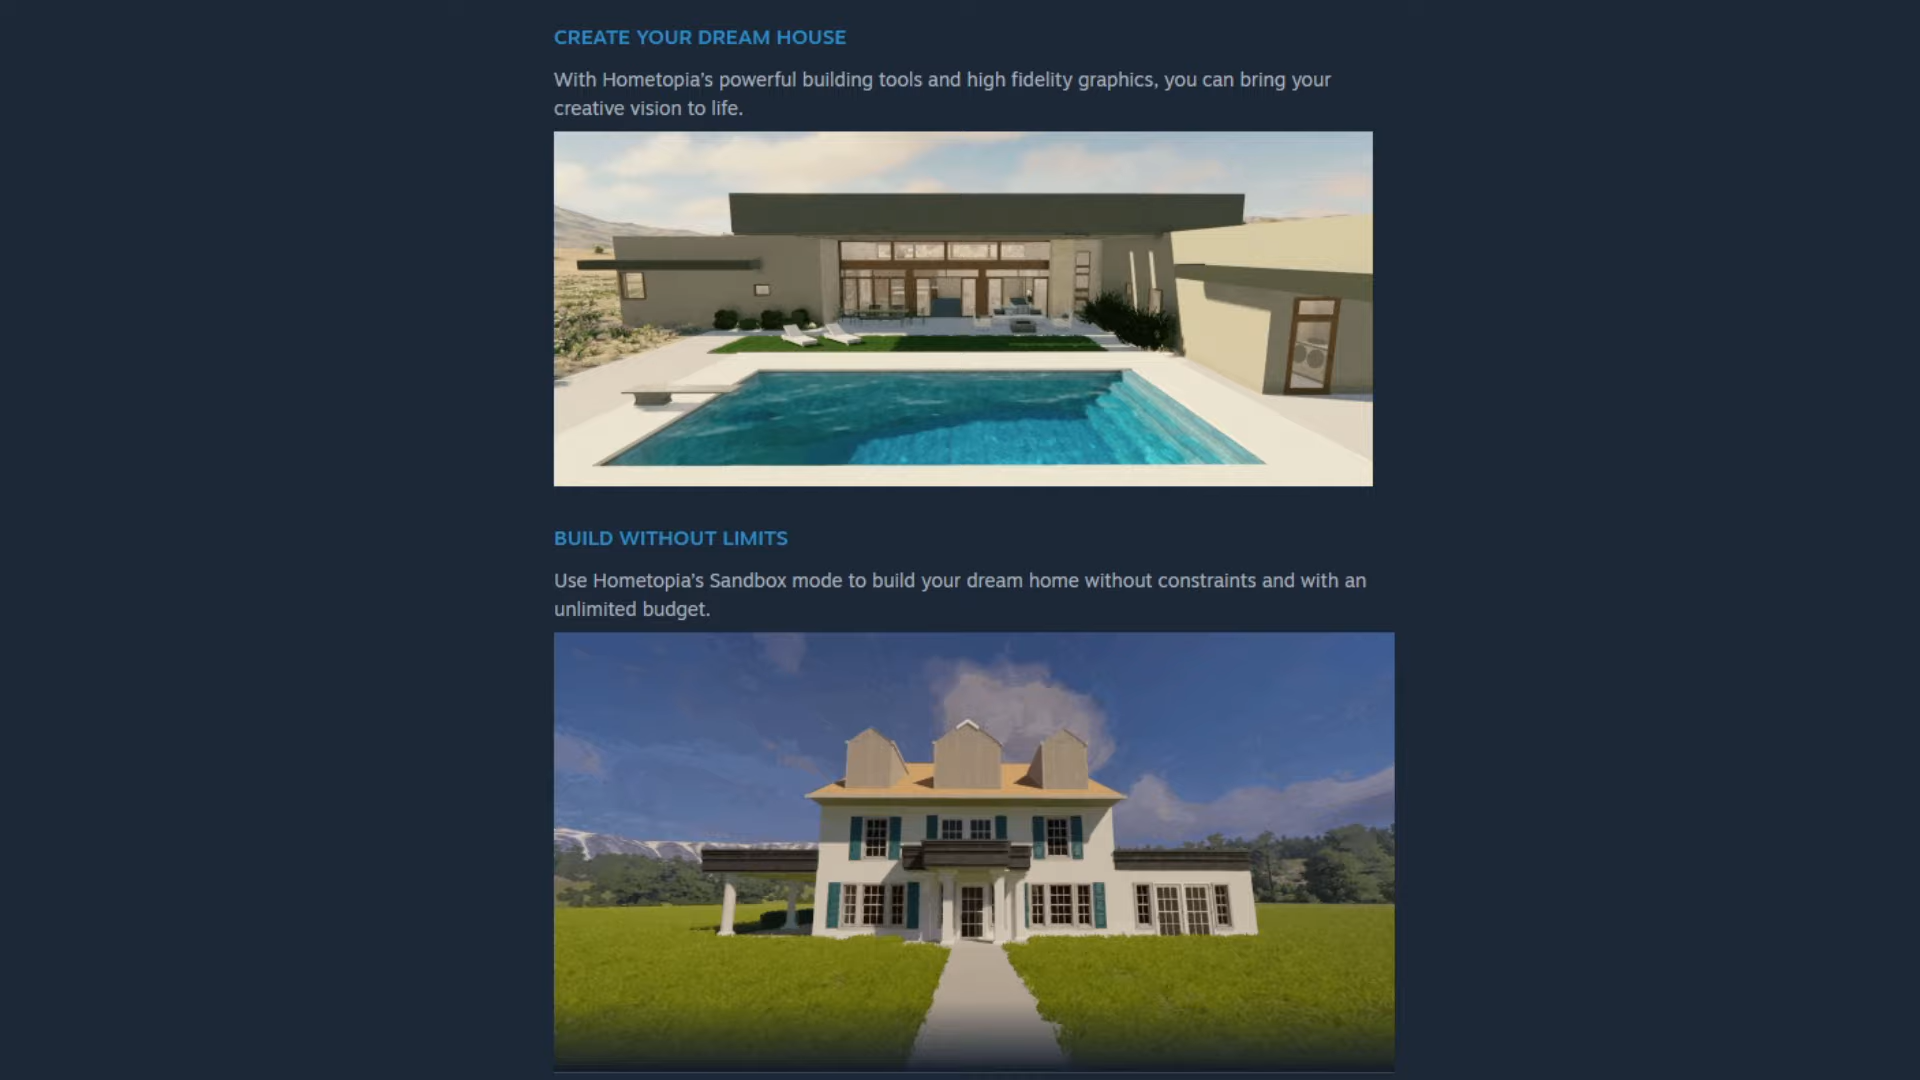 CREATE YOUR DREAM HOUSE
With Hometopia’s powerful building tools and high fidelity graphics, you can bring your
creative vision to life.
BUILD WITHOUT LIMITS
Use Hometopia’s Sandbox mode to build your dream home without constraints and with an
unlimited budget.